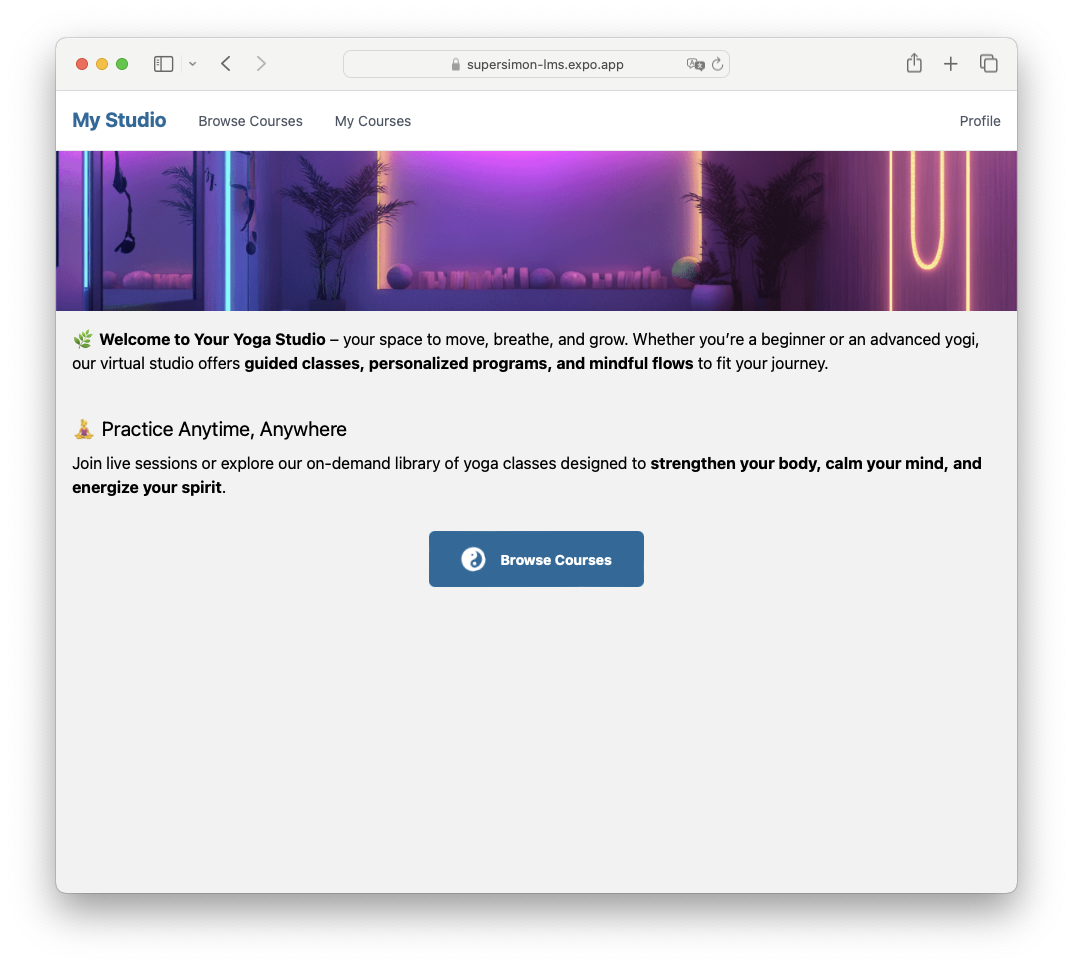 supersimon-lms.expo.app
My Studio Browse Courses My Courses Profile
🌿 Welcome to Your Yoga Studio – your space to move, breathe, and grow. Whether you’re a beginner or an advanced yogi,
our virtual studio offers guided classes, personalized programs, and mindful flows to fit your journey.
🧘 Practice Anytime, Anywhere
Join live sessions or explore our on-demand library of yoga classes designed to strengthen your body, calm your mind, and
energize your spirit.
Browse Courses